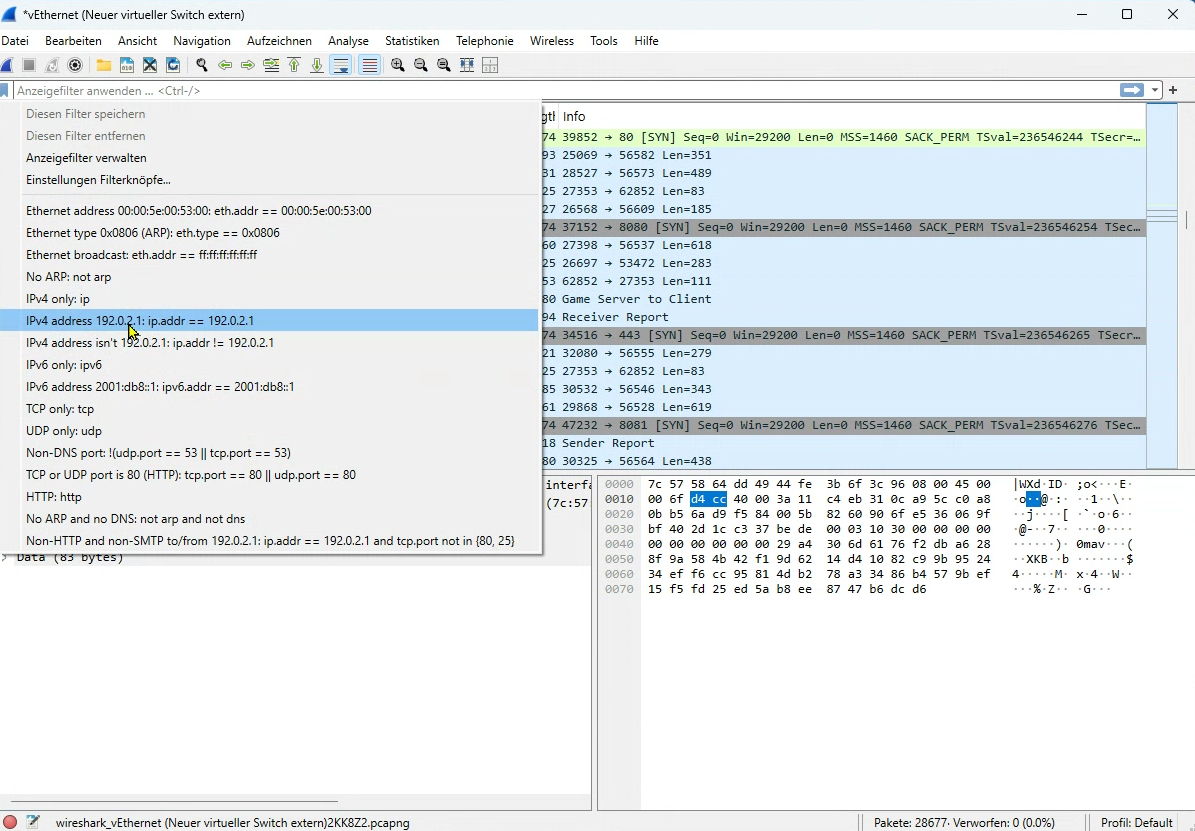 *vEthernet (Neuer virtueller Switch extern)
Datei Bearbeiten Ansicht Navigation Aufzeichnen Analyse Statistiken Telephonie Wireless Tools Hilfe
Anzeigefilter anwenden ... <Ctrl-/>
Diesen Filter speichern
Diesen Filter entfernen
Anzeigefilter verwalten
Einstellungen Filterknöpfe...
Ethernet address 00:00:5e:00:53:00: eth.addr == 00:00:5e:00:53:00
Ethernet type 0x0806 (ARP): eth.type == 0x0806
Ethernet broadcast: eth.addr == ff:ff:ff:ff:ff:ff
No ARP: not arp
IPv4 only: ip
IPv4 address 192.0.2.1: ip.addr == 192.0.2.1
IPv4 address isn't 192.0.2.1: ip.addr != 192.0.2.1
IPv6 only: ipv6
IPv6 address 2001:db8::1: ipv6.addr == 2001:db8::1
TCP only: tcp
UDP only: udp
Non-DNS port: !(udp.port == 53 || tcp.port == 53)
TCP or UDP port is 80 (HTTP): tcp.port == 80 || udp.port == 80
HTTP: http
No ARP and no DNS: not arp and not dns
Non-HTTP and non-SMTP to/from 192.0.2.1: ip.addr == 192.0.2.1 and tcp.port not in {80, 25}
gth Info
74 39852 → 80 [SYN] Seq=0 Win=29200 Len=0 MSS=1460 SACK_PERM TSval=236546244 TSecr=…
93 25069 → 56582 Len=351
31 28527 → 56573 Len=489
25 27353 → 62852 Len=83
27 26568 → 56609 Len=185
74 37152 → 8080 [SYN] Seq=0 Win=29200 Len=0 MSS=1460 SACK_PERM TSval=236546254 TSec…
60 27398 → 56537 Len=618
25 26697 → 53472 Len=283
53 62852 → 27353 Len=111
80 Game Server to Client
94 Receiver Report
74 34516 → 443 [SYN] Seq=0 Win=29200 Len=0 MSS=1460 SACK_PERM TSval=236546265 TSecr…
21 32080 → 56555 Len=279
25 27353 → 62852 Len=83
85 30532 → 56546 Len=343
61 29868 → 56528 Len=619
74 47232 → 8081 [SYN] Seq=0 Win=29200 Len=0 MSS=1460 SACK_PERM TSval=236546276 TSec…
18 Sender Report
80 30325 → 56564 Len=438
interfa
(7c:57:
Data (83 bytes)
0000 7c 57 58 64 dd 49 44 fe 3b 6f 3c 96 08 00 45 00 |WXd·ID· ;o<···E·
0010 00 6f d4 cc 40 00 3a 11 c4 eb 31 0c a9 5c c0 a8 ·o··@·:· ··1··\··
0020 0b b5 6a d9 f5 84 00 5b 82 60 90 6f e5 36 06 9f ··j····[ ·`·o·6··
0030 bf 40 2d 1c c3 37 be de 00 03 10 30 00 00 00 00 ·@-··7·· ···0····
0040 00 00 00 00 00 00 29 a4 30 6d 61 76 f2 db a6 28 ······)· 0mav···(
0050 8f 9a 58 4b 42 f1 9d 62 14 d4 10 82 c9 9b 95 24 ··XKB··b ·······$
0060 34 ef f6 cc 95 81 4d b2 78 a3 34 86 b4 57 9b ef 4·····M· x·4··W··
0070 15 f5 fd 25 ed 5a b8 ee 87 47 b6 dc d6 ···%·Z·· ·G···
wireshark_vEthernet (Neuer virtueller Switch extern)2KK8Z2.pcapng
Pakete: 28677· Verworfen: 0 (0.0%)
Profil: Default